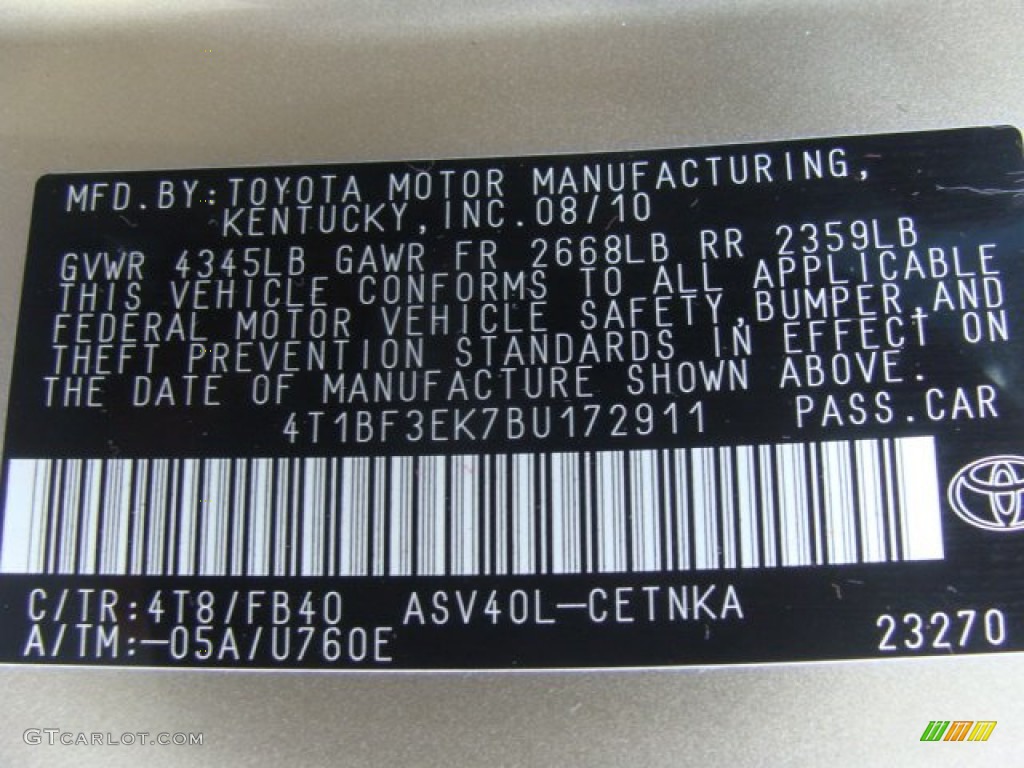 MFD.BY:TOYOTA MOTOR MANUFACTURING,
KENTUCKY,INC.08/10
GVWR 4345LB GAWR FR 2668LB RR 2359LB
THIS VEHICLE CONFORMS TO ALL APPLICABLE
FEDERAL MOTOR VEHICLE SAFETY,BUMPER,AND
THEFT PREVENTION STANDARDS IN EFFECT ON
THE DATE OF MANUFACTURE SHOWN ABOVE.
4T1BF3EK7BU172911 PASS.CAR
C/TR:4T8/FB40 ASV40L-CETNKA
A/TM:-05A/U760E 23270
GTCARLOT.COM